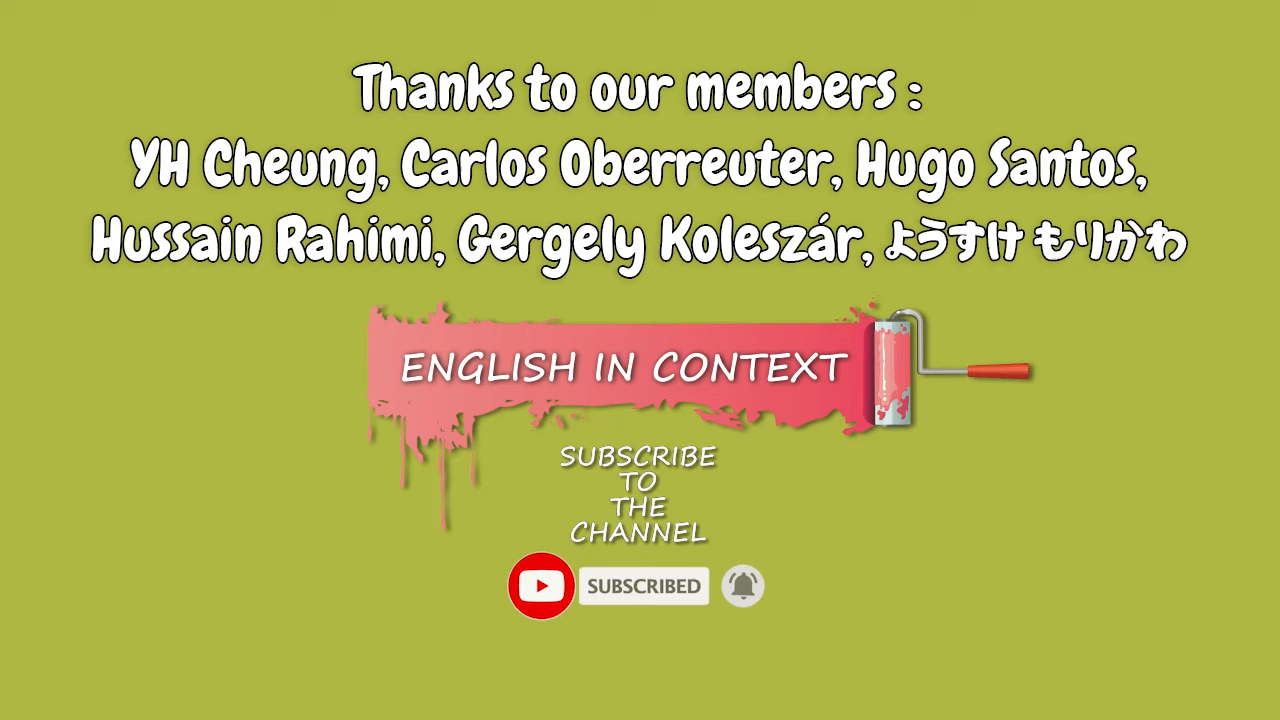 Thanks to our members :
YH Cheung, Carlos Oberreuter, Hugo Santos,
Hussain Rahimi, Gergely Koleszár, ようすけ もりかわ
ENGLISH IN CONTEXT
SUBSCRIBE
TO
THE
CHANNEL
SUBSCRIBED